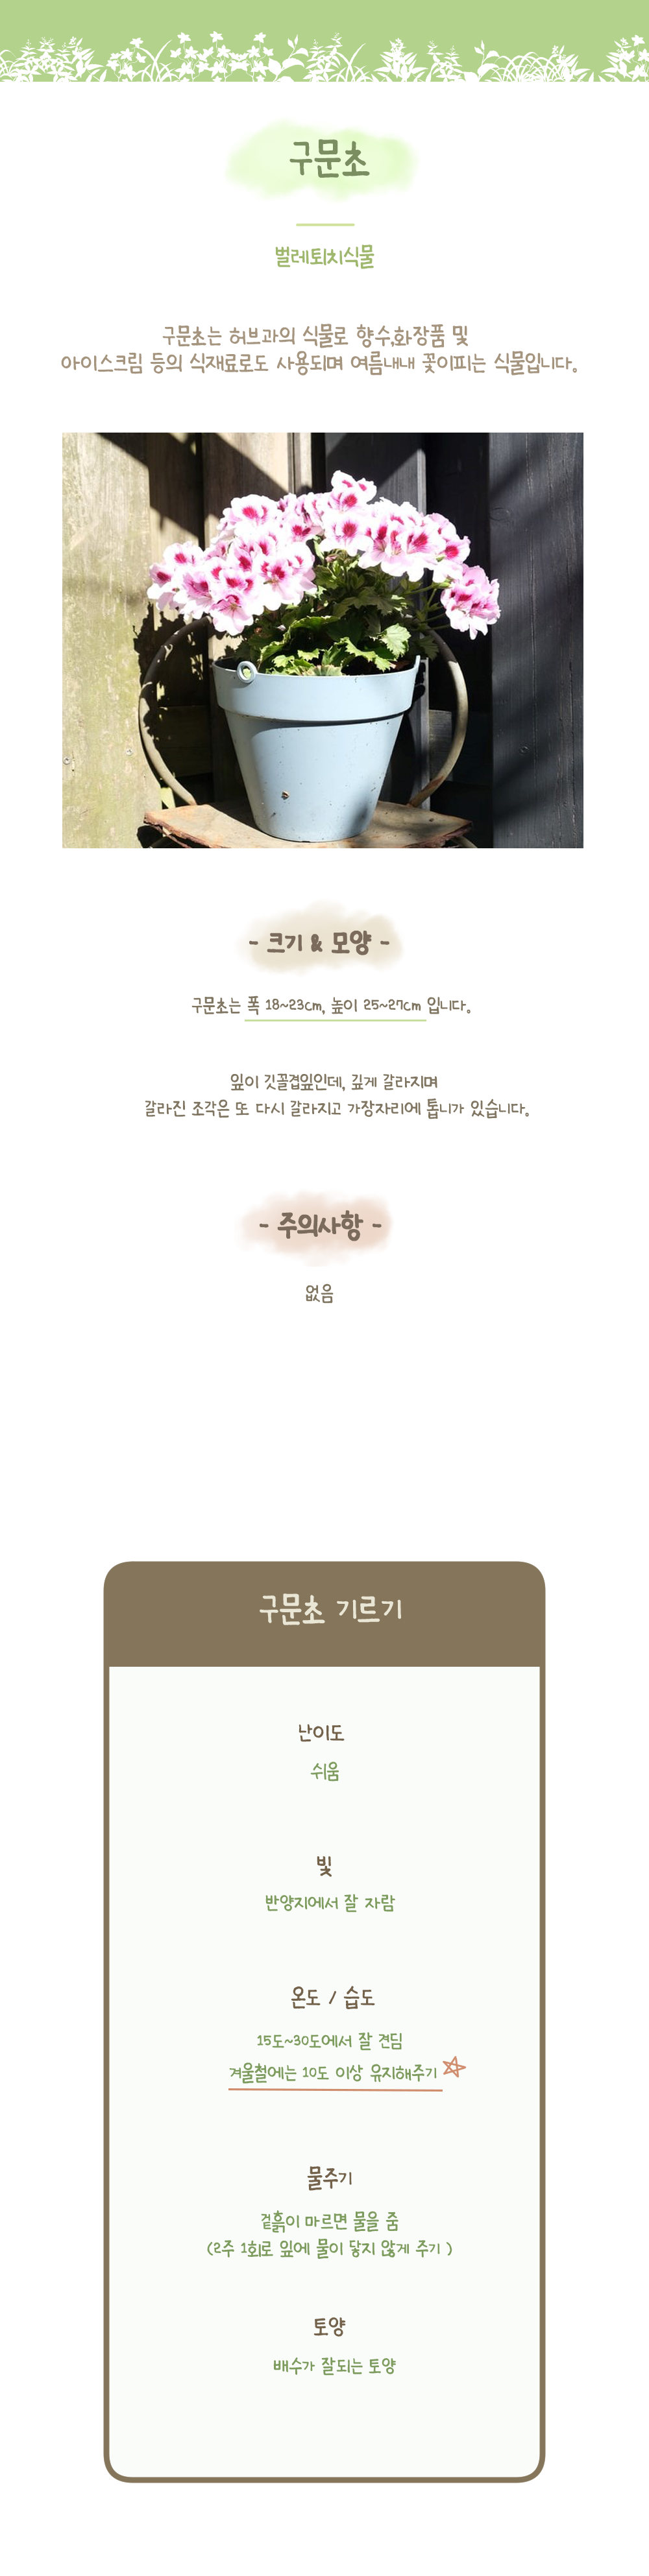 구문초
벌레퇴치식물
구문초는 허브과의 식물로 향수,화장품 및
아이스크림 등의 식재료로도 사용되며 여름내내 꽃이피는 식물입니다.
- 크기 & 모양 -
구문초는 폭 18~23cm, 높이 25~27cm 입니다.
잎이 깃꼴겹잎인데, 깊게 갈라지며
갈라진 조각은 또 다시 갈라지고 가장자리에 톱니가 있습니다.
- 주의사항 -
없음
구문초 기르기
난이도
쉬움
빛
반양지에서 잘 자람
온도 / 습도
15도~30도에서 잘 견딤
겨울철에는 10도 이상 유지해주기
물주기
겉흙이 마르면 물을 줌
(2주 1회로 잎에 물이 닿지 않게 주기 )
토양
배수가 잘되는 토양